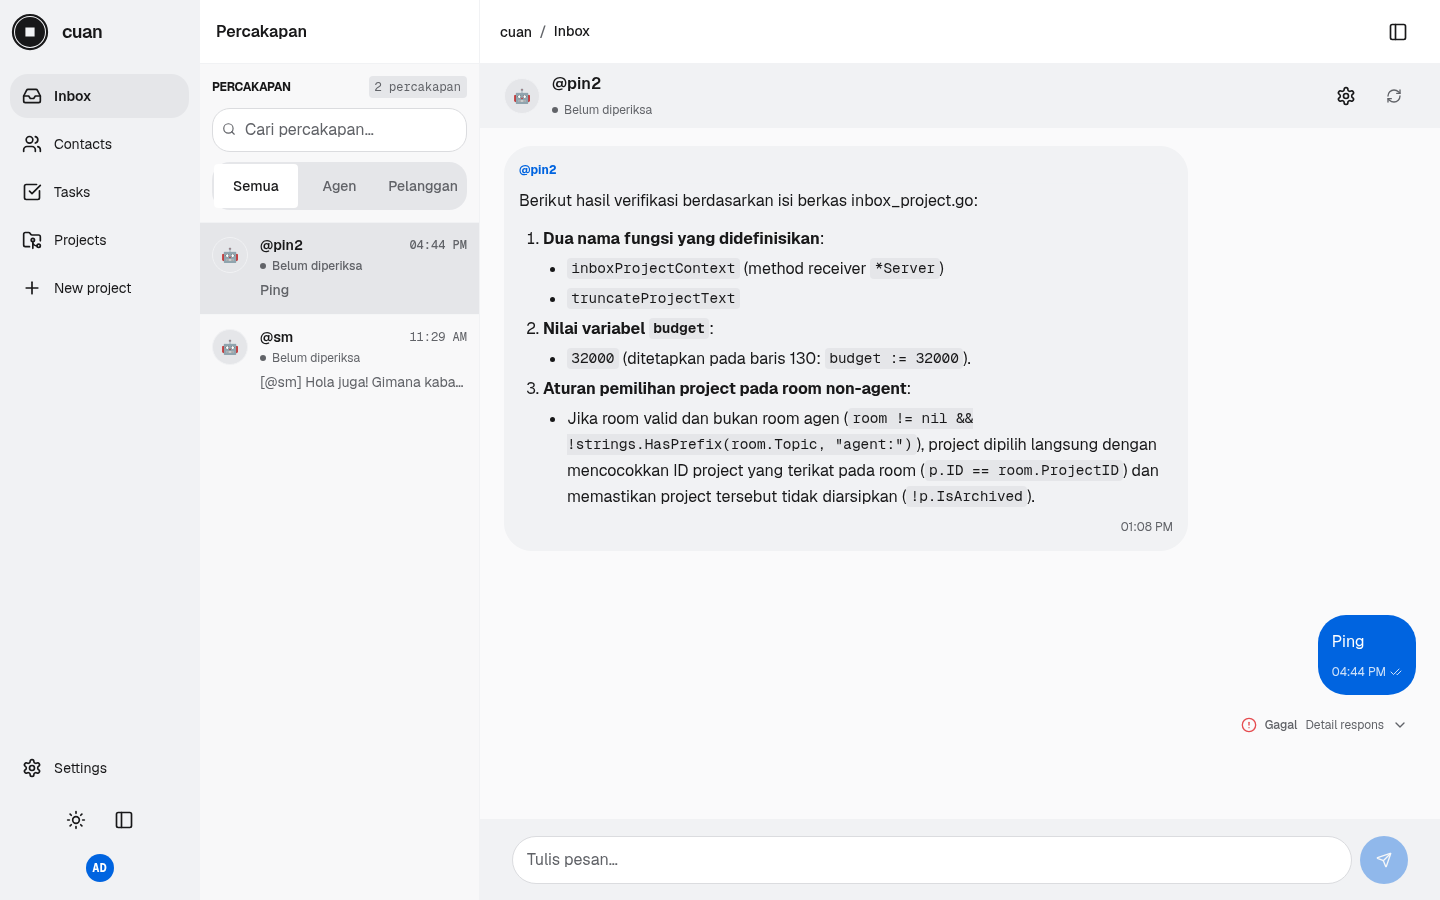 cuan
Inbox
Contacts
Tasks
Projects
New project
Settings
AD
Percakapan
PERCAKAPAN
2 percakapan
Cari percakapan...
Semua
Agen
Pelanggan
@pin2
04:44 PM
Belum diperiksa
Ping
@sm
11:29 AM
Belum diperiksa
[@sm] Hola juga! Gimana kaba...
cuan / Inbox
@pin2
Belum diperiksa
@pin2
Berikut hasil verifikasi berdasarkan isi berkas inbox_project.go:
1. Dua nama fungsi yang didefinisikan:
• inboxProjectContext (method receiver *Server)
• truncateProjectText
2. Nilai variabel budget:
• 32000 (ditetapkan pada baris 130: budget := 32000).
3. Aturan pemilihan project pada room non-agent:
• Jika room valid dan bukan room agen (room != nil &&
!strings.HasPrefix(room.Topic, "agent:")), project dipilih langsung dengan
mencocokkan ID project yang terikat pada room (p.ID == room.ProjectID) dan
memastikan project tersebut tidak diarsipkan (!p.IsArchived).
01:08 PM
Ping
04:44 PM
Gagal Detail respons
Tulis pesan...